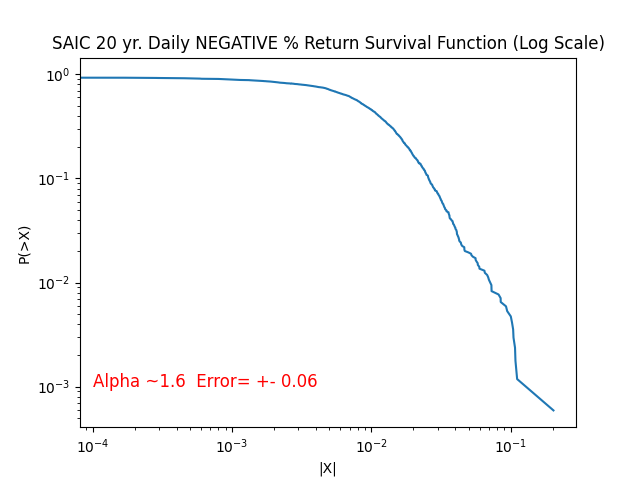 SAIC 20 yr. Daily NEGATIVE % Return Survival Function (Log Scale)
10⁰
10⁻¹
P(>X)
10⁻²
10⁻³
Alpha ~1.6  Error= +- 0.06
10⁻⁴ 10⁻³ 10⁻² 10⁻¹
|X|